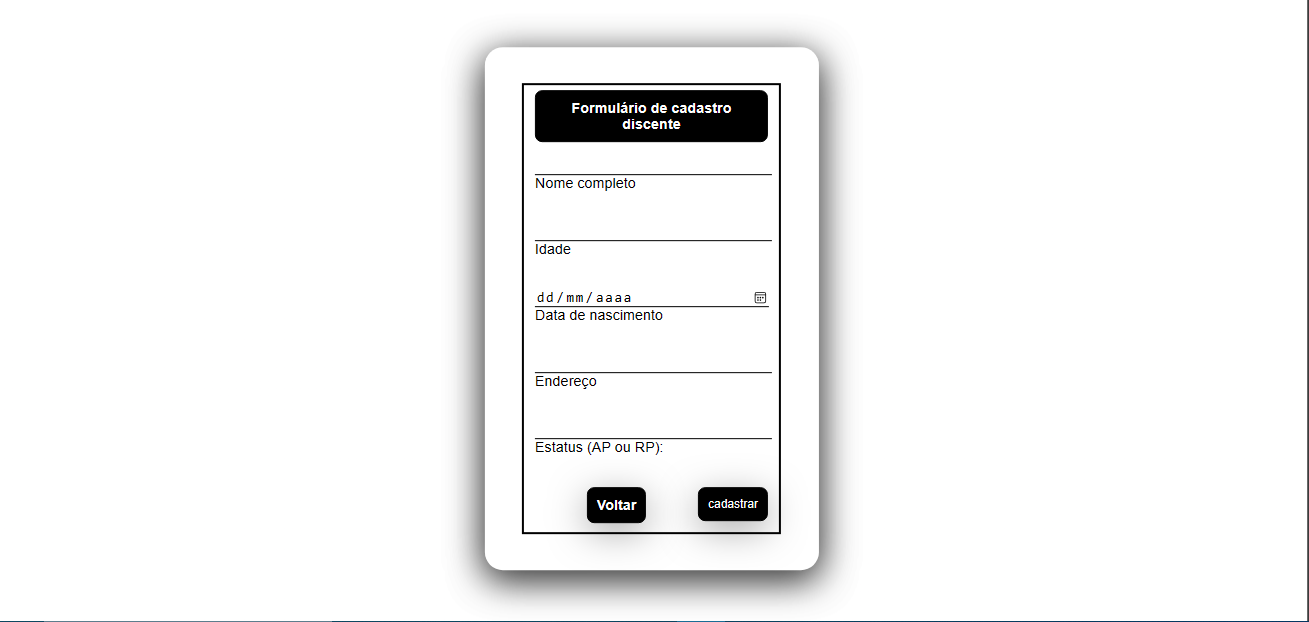 Formulário de cadastro
discente
Nome completo
Idade
dd/mm/aaaa
Data de nascimento
Endereço
Estatus (AP ou RP):
Voltar
cadastrar